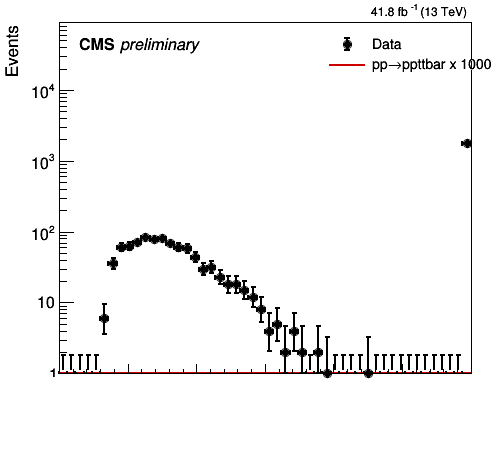 41.8 fb⁻¹ (13 TeV)
Events
CMS preliminary
Data
pp→ppttbar x 1000
10⁴
10³
10²
10
1